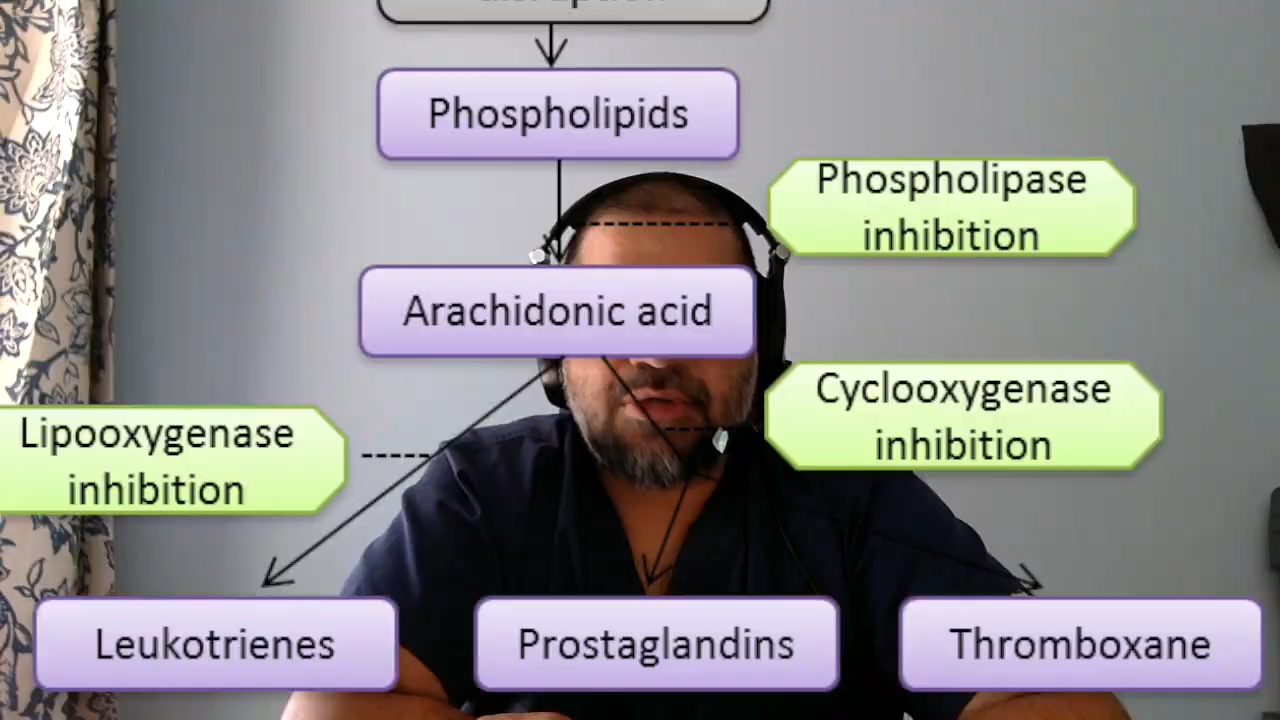 Phospholipids
Phospholipase
inhibition
Arachidonic acid
Cyclooxygenase
inhibition
Lipooxygenase
inhibition
Leukotrienes
Prostaglandins
Thromboxane